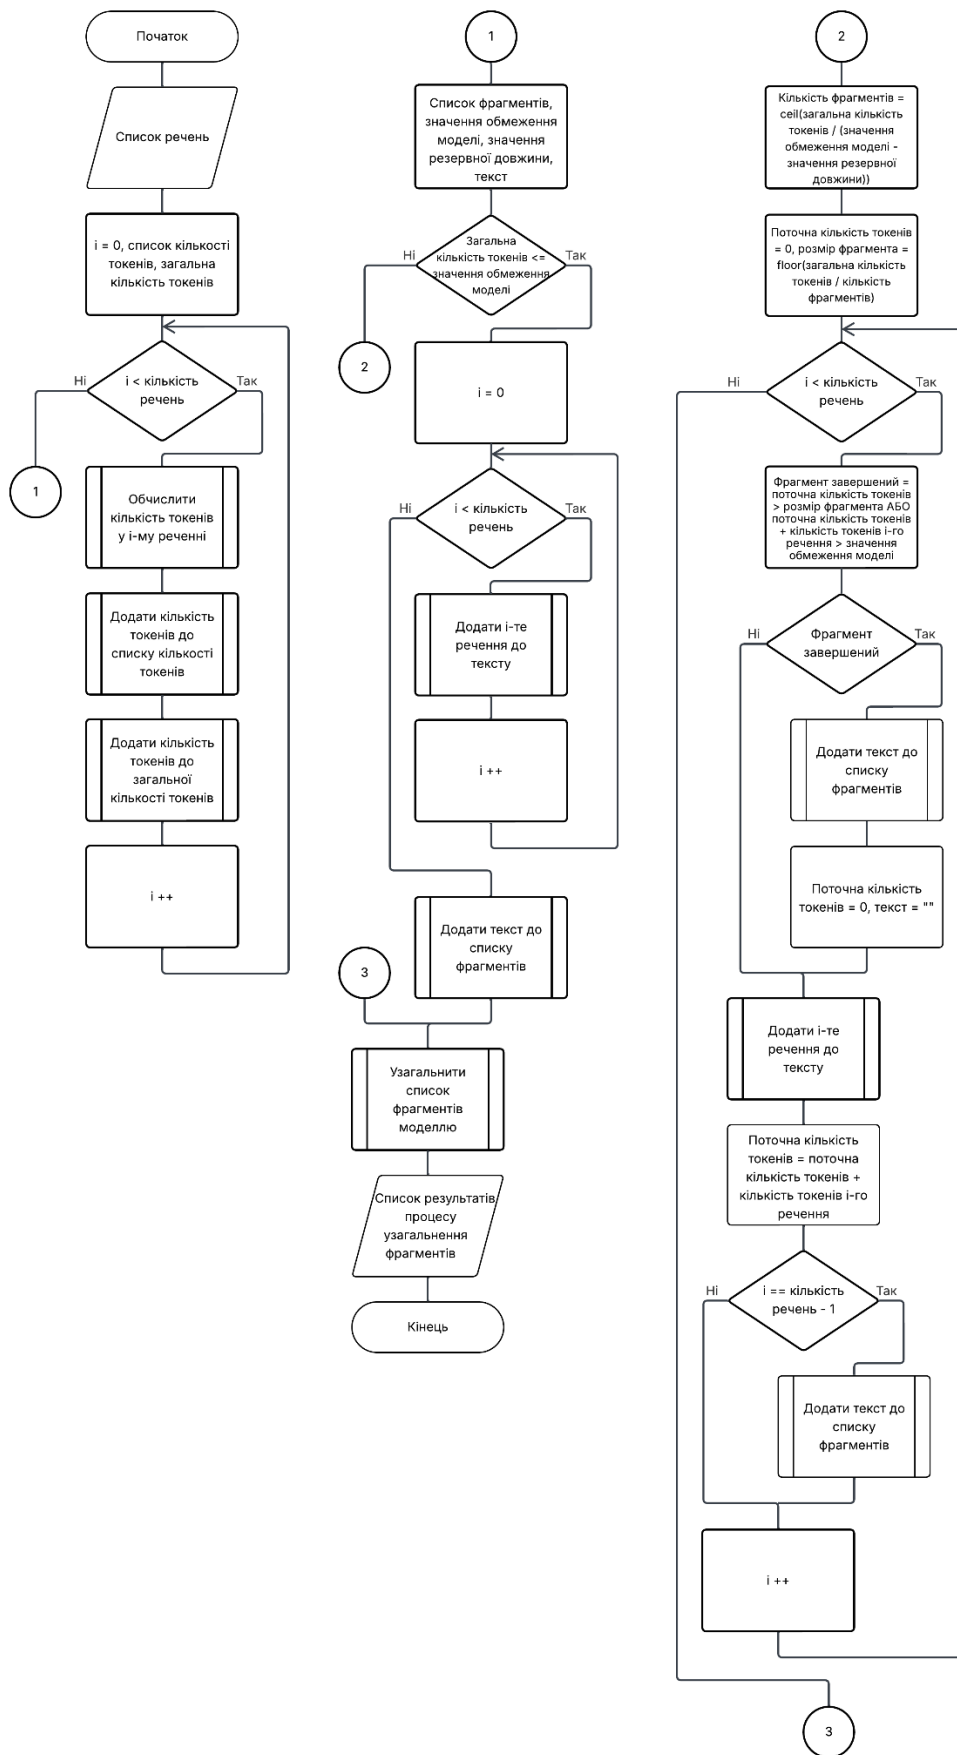 Початок
Список речень
i = 0, список кількості
токенів, загальна
кількість токенів
i < кількість
речень
Ні
Так
1
Обчислити
кількість токенів
у і-му реченні
Додати кількість
токенів до
списку кількості
токенів
Додати кількість
токенів до
загальної
кількості токенів
i ++
1
Список фрагментів,
значення обмеження
моделі, значення
резервної довжини,
текст
Загальна
кількість токенів <=
значення обмеження
моделі
Ні
Так
2
i = 0
i < кількість
речень
Додати і-те
речення до
тексту
i ++
Додати текст до
списку
фрагментів
3
Узагальнити
список
фрагментів
моделлю
Список результатів
процесу
узагальнення
фрагментів
Кінець
2
Кількість фрагментів =
ceil(загальна кількість
токенів / (значення
обмеження моделі -
значення резервної
довжини))
Поточна кількість токенів
= 0, розмір фрагмента =
floor(загальна кількість
токенів / кількість
фрагментів)
Ні
Так
i < кількість
речень
Фрагмент завершений =
поточна кількість токенів
> розмір фрагмента АБО
поточна кількість токенів
+ кількість токенів і-го
речення > значення
обмеження моделі
Ні
Так
Фрагмент
завершений
Додати текст до
списку
фрагментів
Поточна кількість
токенів = 0, текст = ""
Додати і-те
речення до
тексту
Поточна кількість
токенів = поточна
кількість токенів +
кількість токенів і-го
речення
Ні
Так
i == кількість
речень - 1
Додати текст до
списку
фрагментів
i ++
3